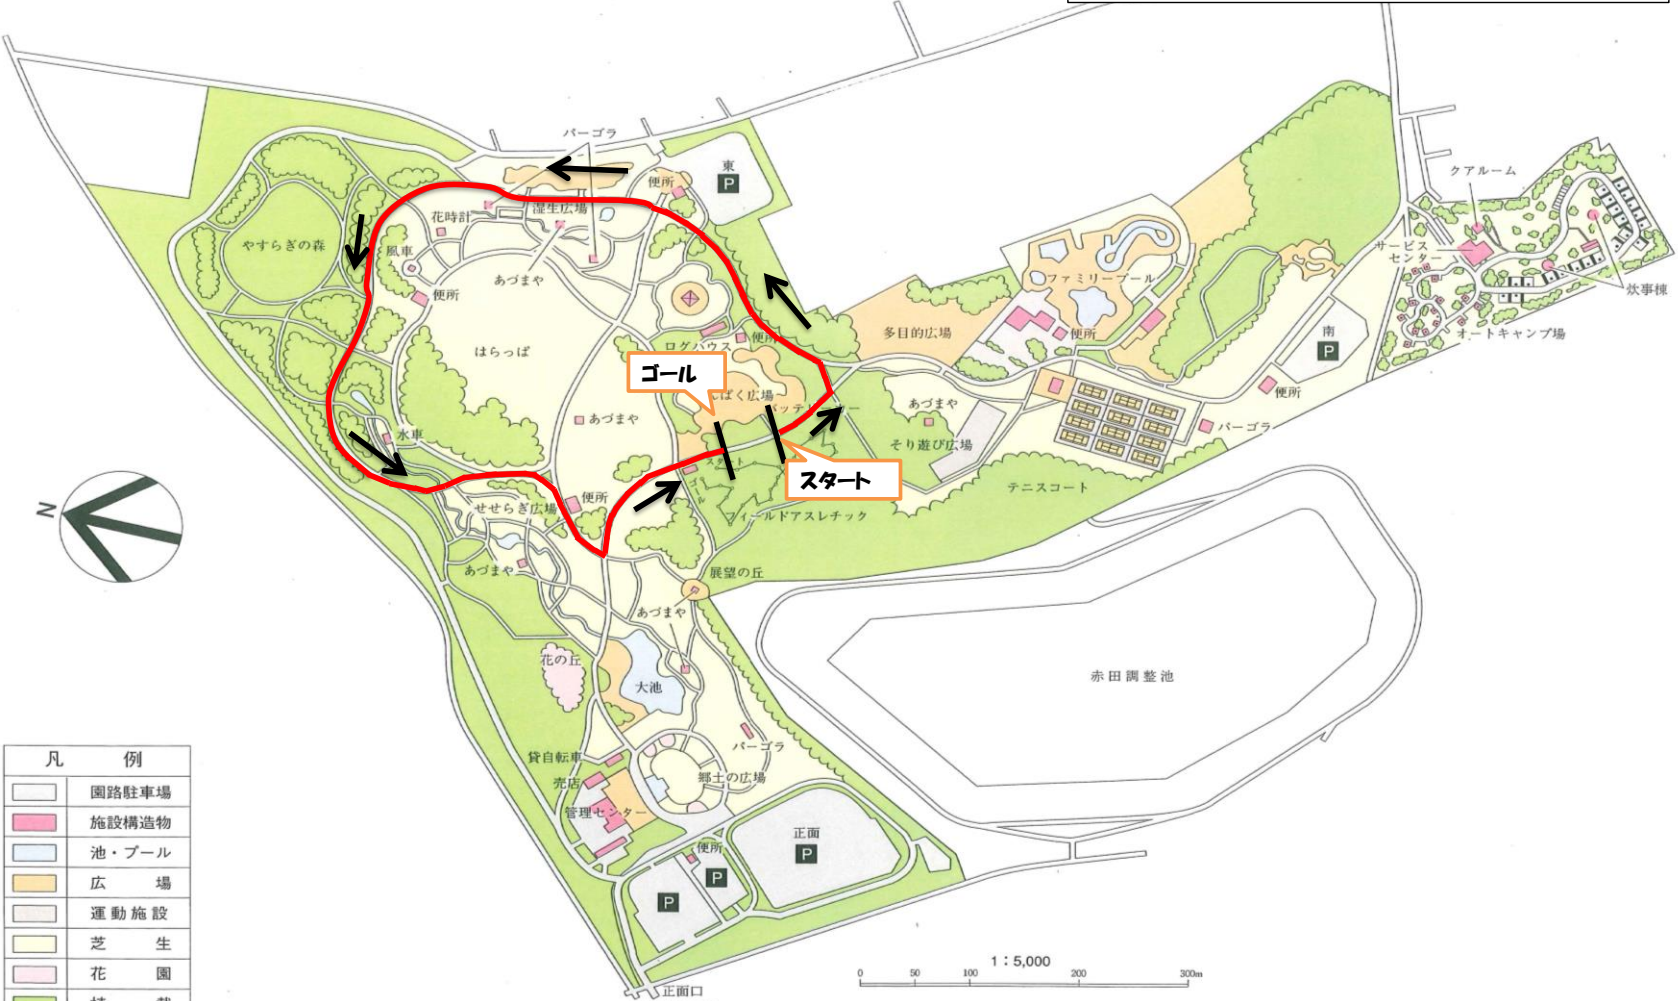 パーゴラ
東
P
便所
湿生広場
花時計
やすらぎの森
風車
あづまや
便所
クアルーム
サービス
センター
ファミリープール
炊事棟
オートキャンプ場
多目的広場
便所
南
P
はらっぱ
ログハウス
便所
ゴール
ぱく広場
あづまや
あづまや
便所
パーゴラ
水車
そり遊び広場
スタート
スタート
ゴール
テニスコート
せせらぎ広場
便所
フィールドアスレチック
N
あづまや
展望の丘
あづまや
花の丘
大池
赤田調整池
パーゴラ
貸自転車
売店
郷土の広場
管理センター
正面
P
便所
P
P
正面口
凡例
園路駐車場
施設構造物
池・プール
広場
運動施設
芝生
花園
1:5,000
0 50 100 200 300m